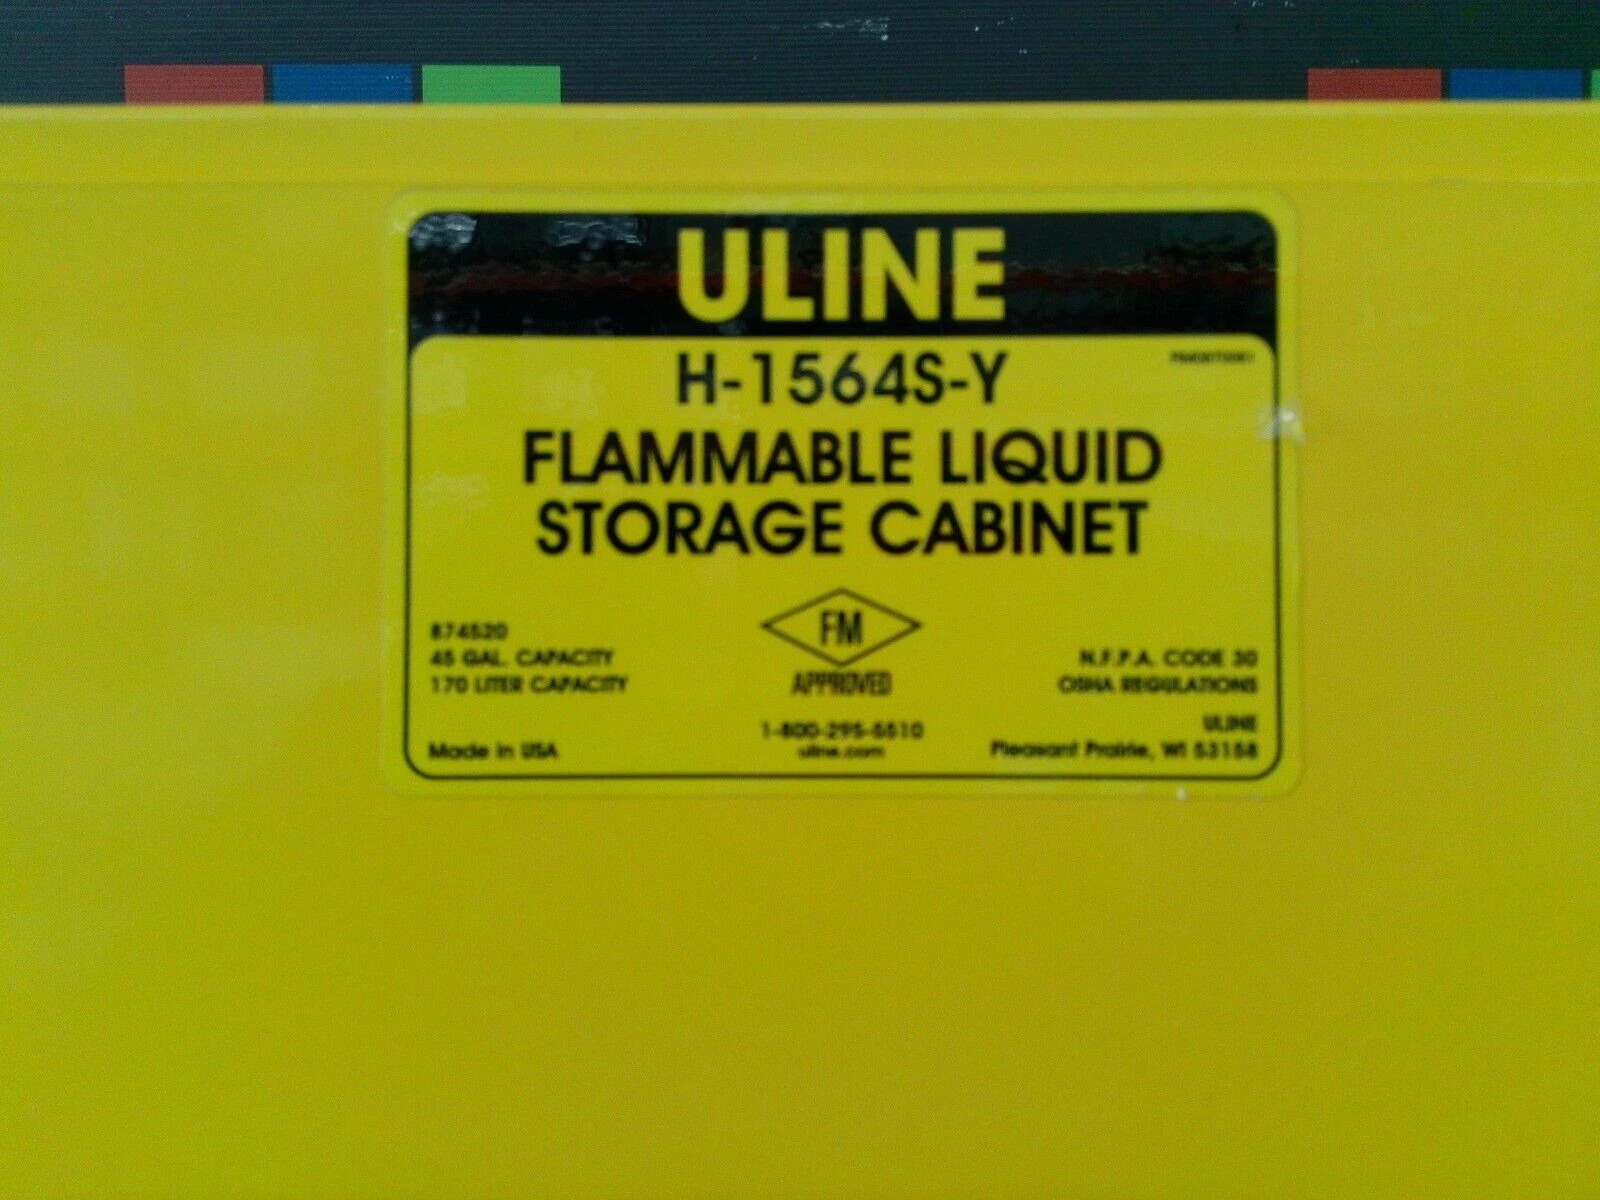 ULINE
H-1564S-Y
FLAMMABLE LIQUID
STORAGE CABINET
FM
APPROVED
874520
45 GAL. CAPACITY
170 LITER CAPACITY
Made in USA
1-800-295-5510
uline.com
N.F.P.A. CODE 30
OSHA REGULATIONS
ULINE
Pleasant Prairie, WI 53158